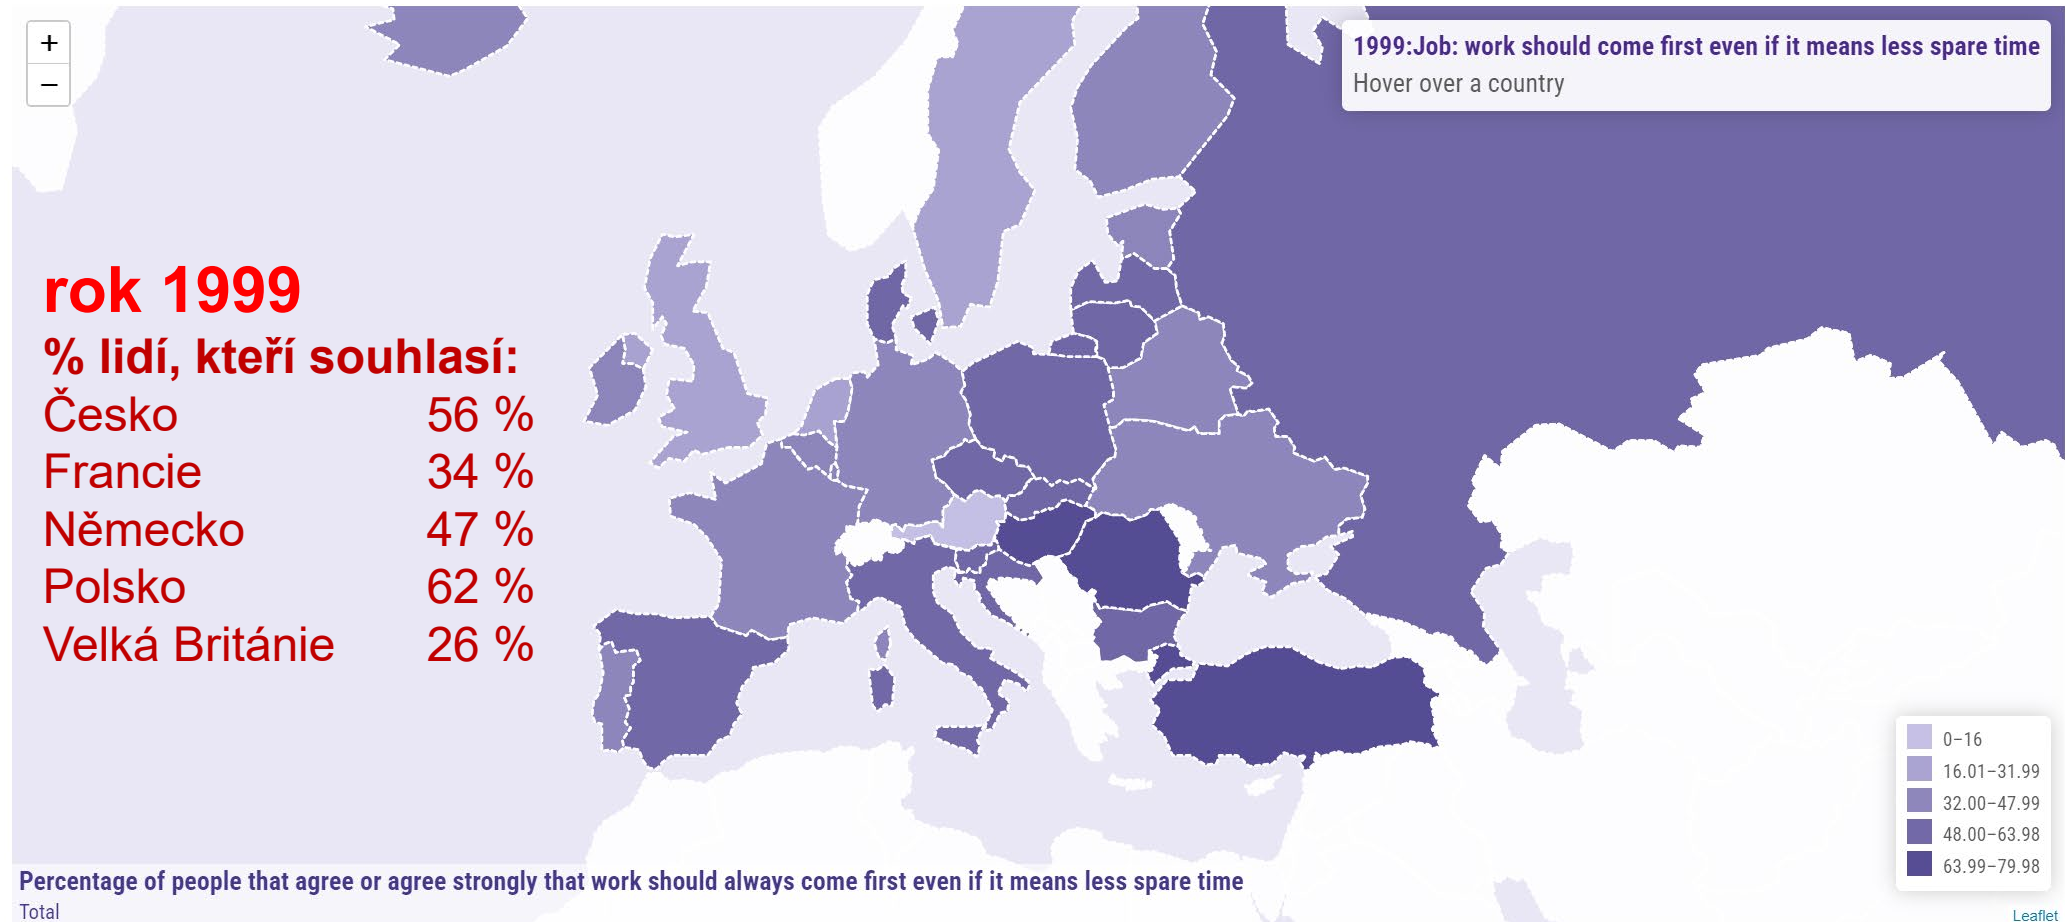 +
−
1999:Job: work should come first even if it means less spare time
Hover over a country
rok 1999
% lidí, kteří souhlasí:
Česko 56 %
Francie 34 %
Německo 47 %
Polsko 62 %
Velká Británie 26 %
0–16
16.01–31.99
32.00–47.99
48.00–63.98
63.99–79.98
Percentage of people that agree or agree strongly that work should always come first even if it means less spare time
Total
Leaflet